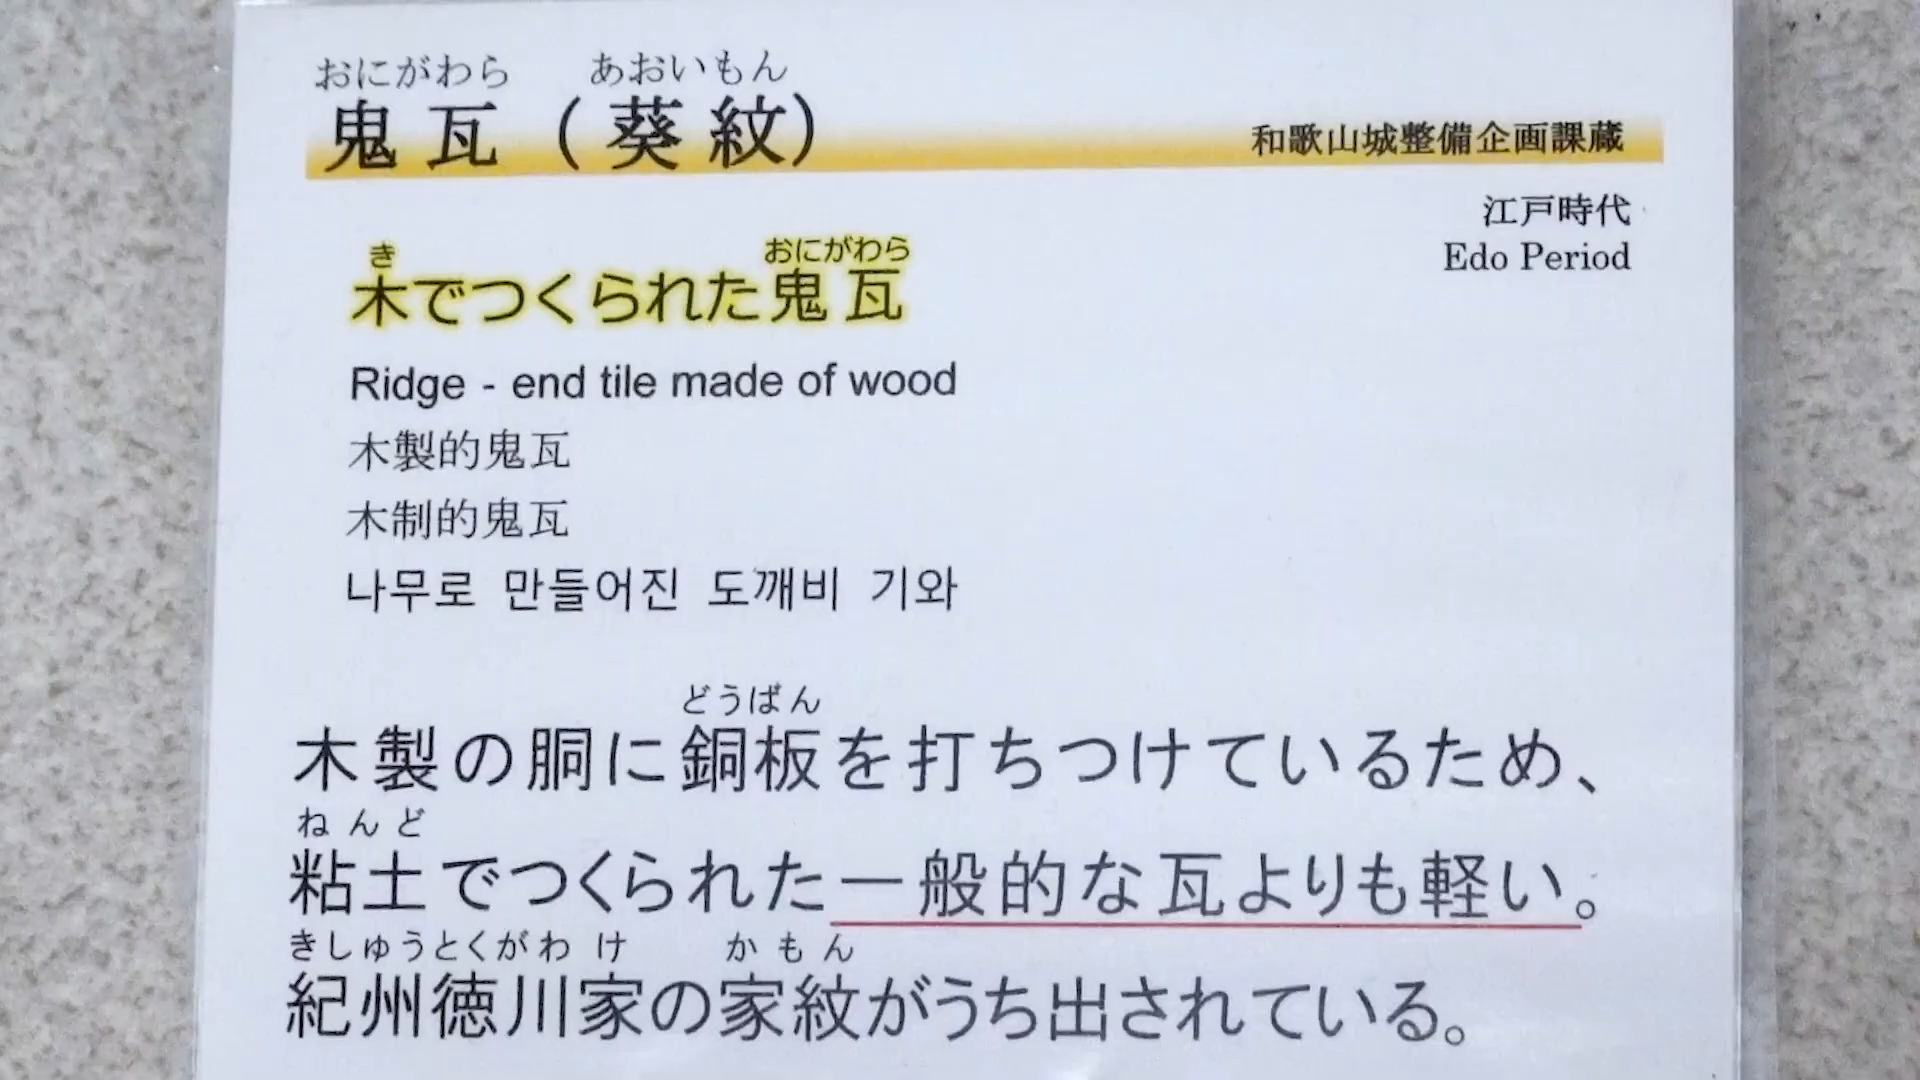 おにがわら あおいもん
鬼瓦(葵紋)
和歌山城整備企画課蔵
江戸時代
Edo Period
き おにがわら
木でつくられた鬼瓦
Ridge - end tile made of wood
木製的鬼瓦
木制的鬼瓦
나무로 만들어진 도깨비 기와
どうばん
木製の胴に銅板を打ちつけているため、
ねんど
粘土でつくられた一般的な瓦よりも軽い。
きしゅうとくがわけ かもん
紀州徳川家の家紋がうち出されている。